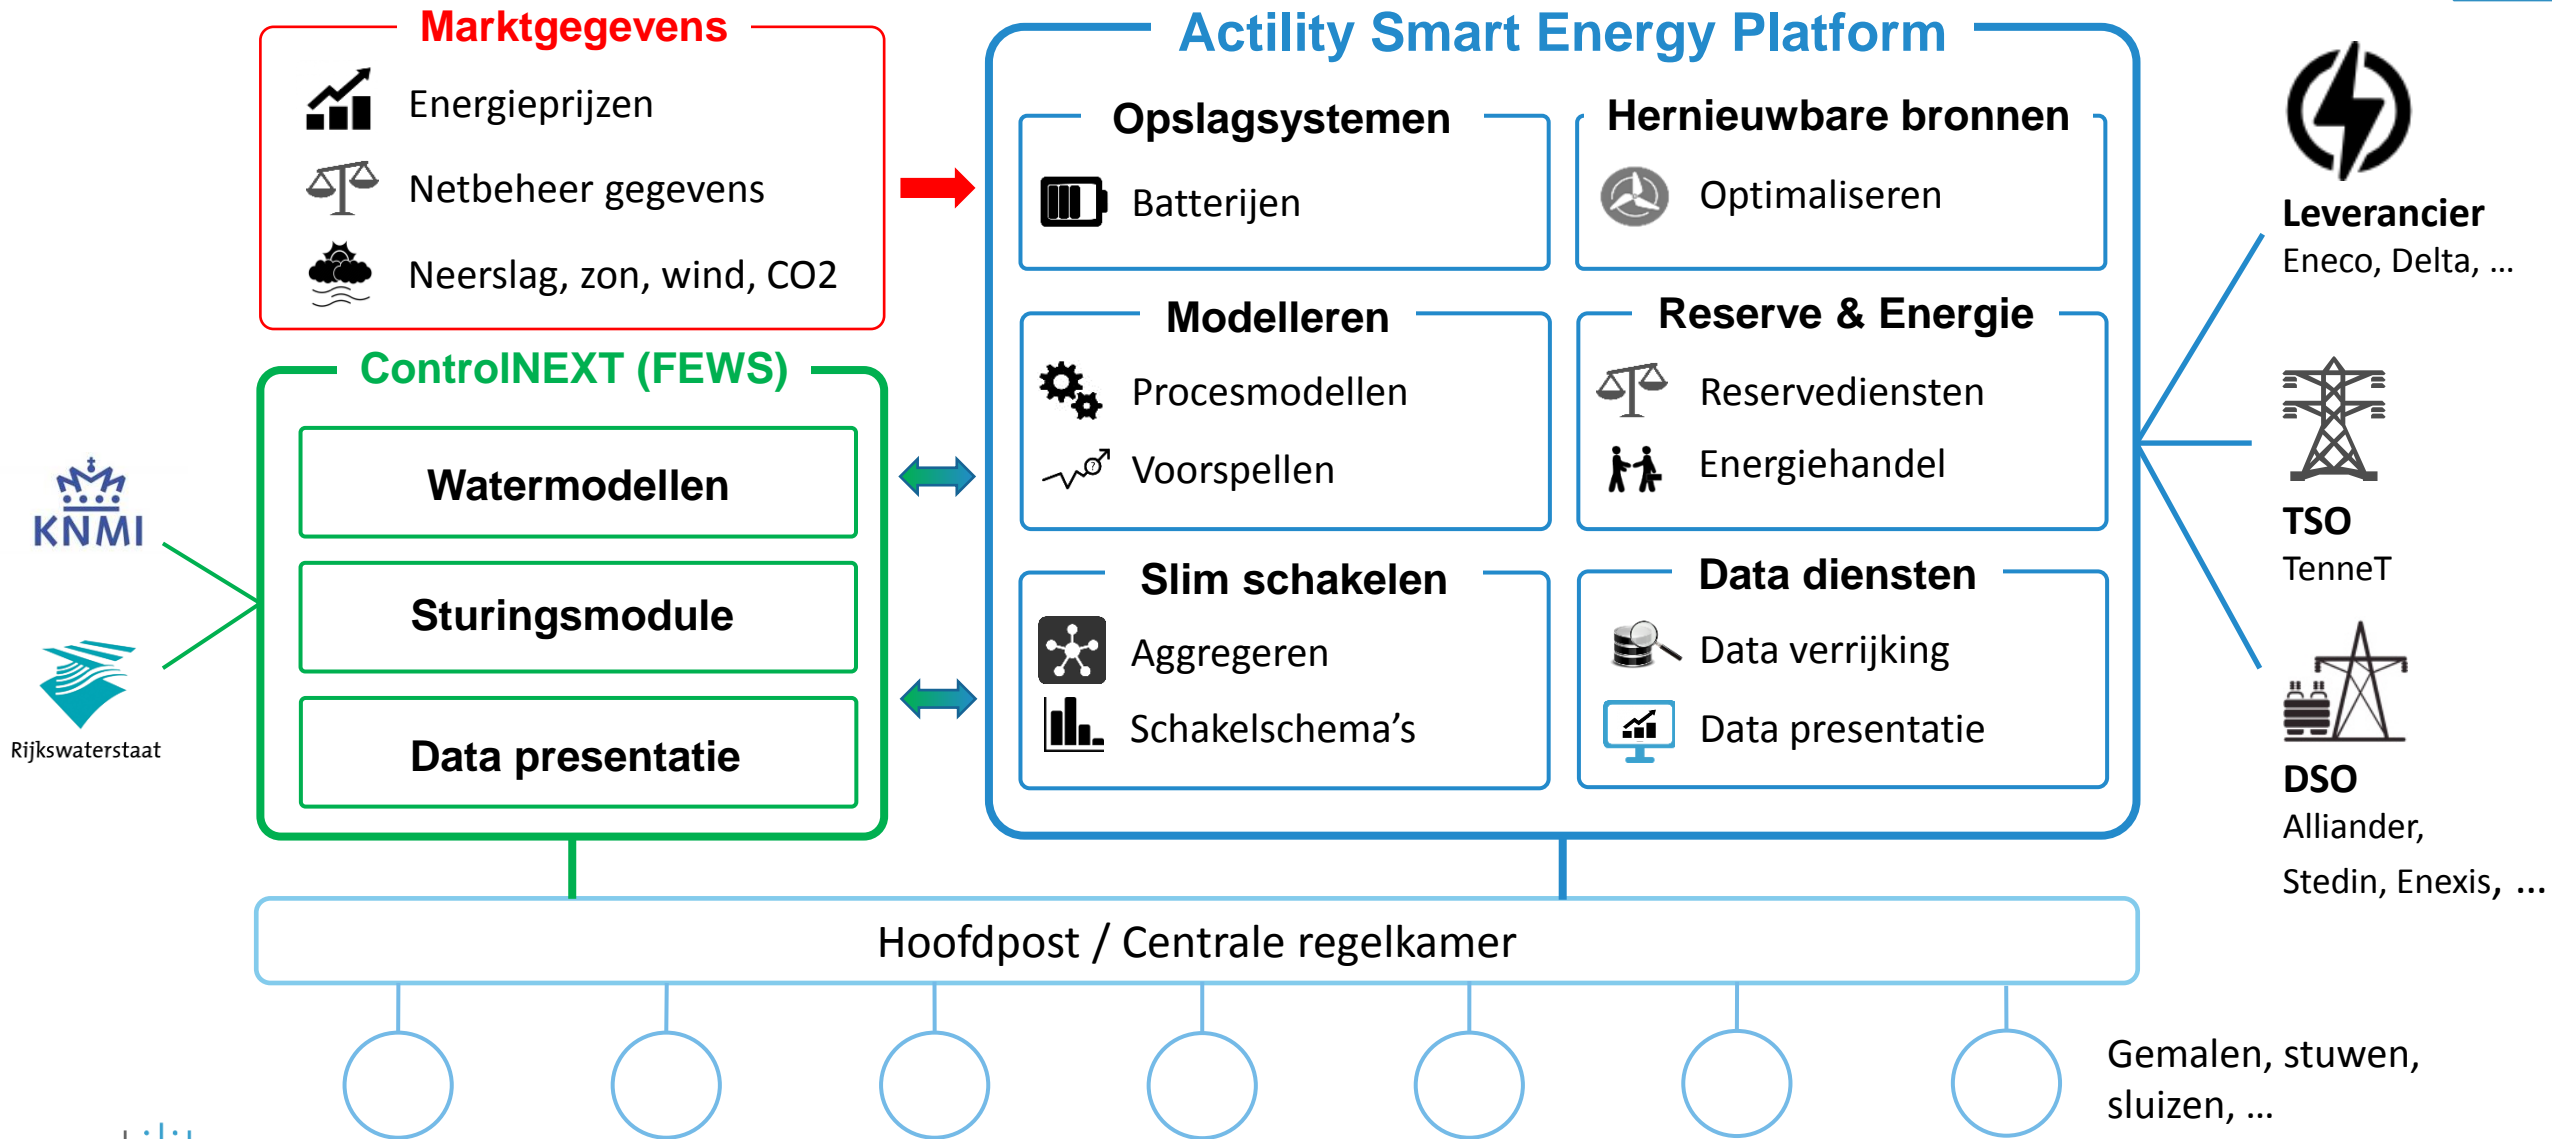 Marktgegevens
Energieprijzen
Netbeheer gegevens
Neerslag, zon, wind, CO2
ControlNEXT (FEWS)
Watermodellen
Sturingsmodule
Data presentatie
KNMI
Rijkswaterstaat
Actility Smart Energy Platform
Opslagsystemen
Batterijen
Hernieuwbare bronnen
Optimaliseren
Modelleren
Procesmodellen
Voorspellen
Reserve & Energie
Reservediensten
Energiehandel
Slim schakelen
Aggregeren
Schakelschema’s
Data diensten
Data verrijking
Data presentatie
Leverancier
Eneco, Delta, ...
TSO
TenneT
DSO
Alliander,
Stedin, Enexis, ...
Hoofdpost / Centrale regelkamer
Gemalen, stuwen,
sluizen, ...